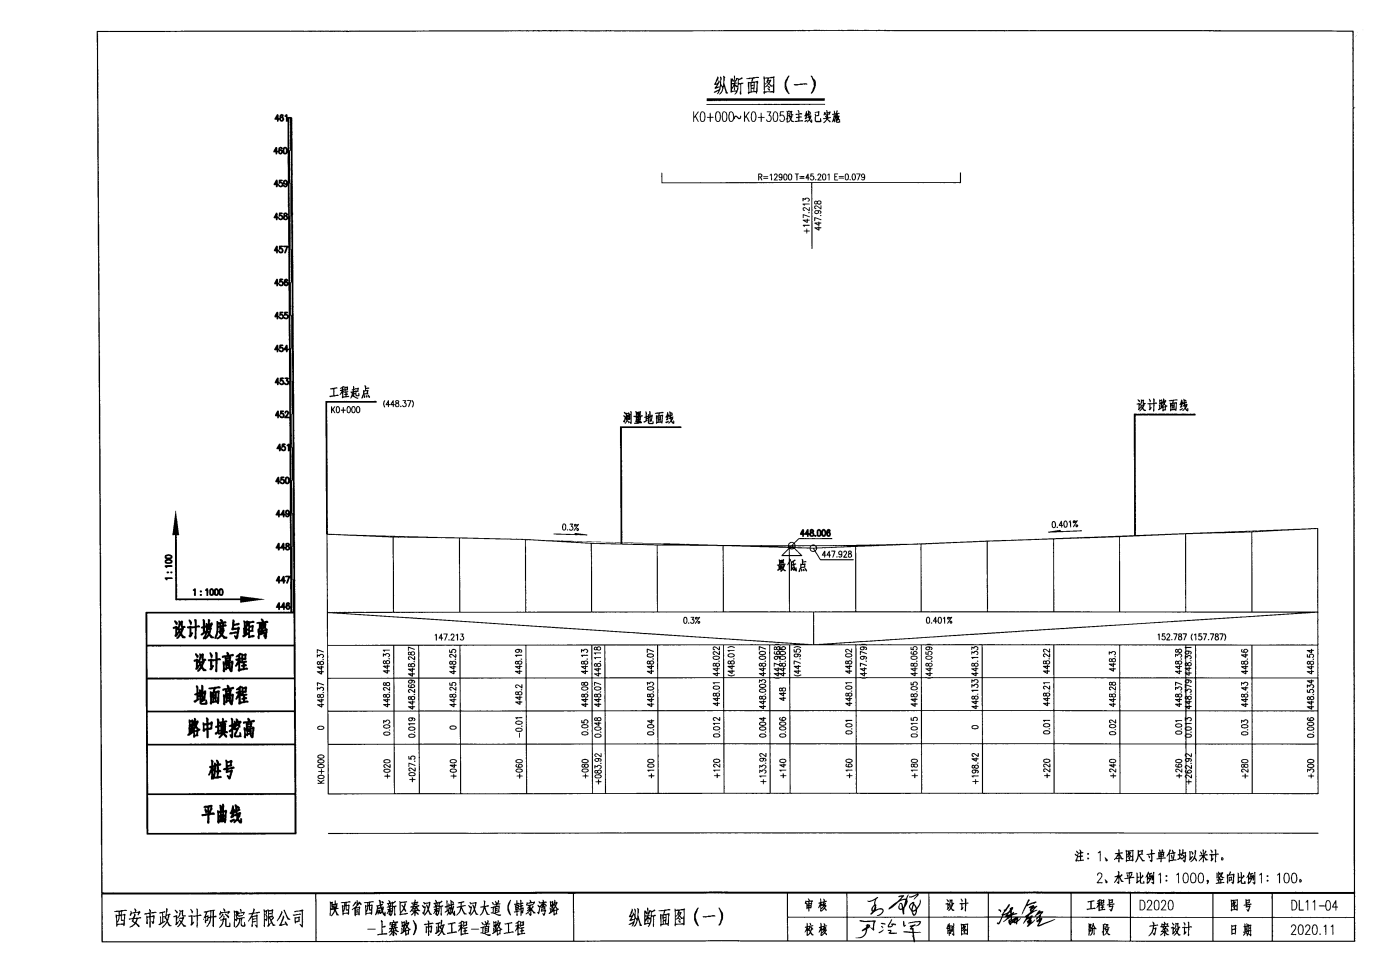 纵断面图（一）
K0+000～K0+305段主线已实施
461
460
459
458
457
456
455
454
453
452
451
450
449
448
447
446
R=12900 T=45.201 E=0.079
+147.213
447.928
工程起点
K0+000
(448.37)
测量地面线
设计路面线
0.3%
448.006
447.928
最低点
0.401%
1:100
1:1000
设计坡度与距离
147.213
0.3%
0.401%
152.787 (157.787)
设计高程
448.37 448.31 448.287 448.25 448.19 448.13 448.118 448.07 448.022 (448.01) 448.007 (447.968) 448.006 (447.95) 448.02 (447.979) 448.065 (448.059) 448.133 448.22 448.3 448.38 448.391 448.46 448.54
地面高程
448.37 448.28 448.269 448.25 448.2 448.08 448.07 448.03 448.01 448.003 448 448.01 448.05 448.133 448.21 448.28 448.37 448.379 448.43 448.534
路中填挖高
0 0.03 0.019 0 -0.01 0.05 0.048 0.04 0.012 0.004 0.006 0.01 0.015 0 0.01 0.02 0.01 0.013 0.03 0.006
桩号
K0+000 +020 +027.5 +040 +060 +080 +083.92 +100 +120 +133.92 +140 +160 +180 +198.42 +220 +240 +260 +262.92 +280 +300
平曲线
注：1、本图尺寸单位均以米计。
2、水平比例1：1000，竖向比例1：100。
西安市政设计研究院有限公司
陕西省西咸新区秦汉新城天汉大道（韩家湾路
-上寨路）市政工程-道路工程
纵断面图（一）
审 核
校 核
设 计
制 图
工程号 D2020 图 号 DL11-04
阶 段 方案设计 日 期 2020.11